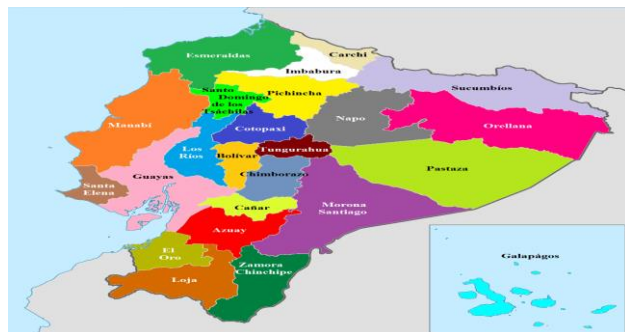 Esmeraldas
Carchi
Imbabura
Sucumbíos
Santo
Domingo
de los
Tsáchilas
Pichincha
Manabí
Cotopaxi
Napo
Orellana
Los
Ríos
Bolívar
Tungurahua
Pastaza
Santa
Elena
Guayas
Chimborazo
Cañar
Morona
Santiago
Azuay
El
Oro
Zamora
Chinchipe
Loja
Galapágos